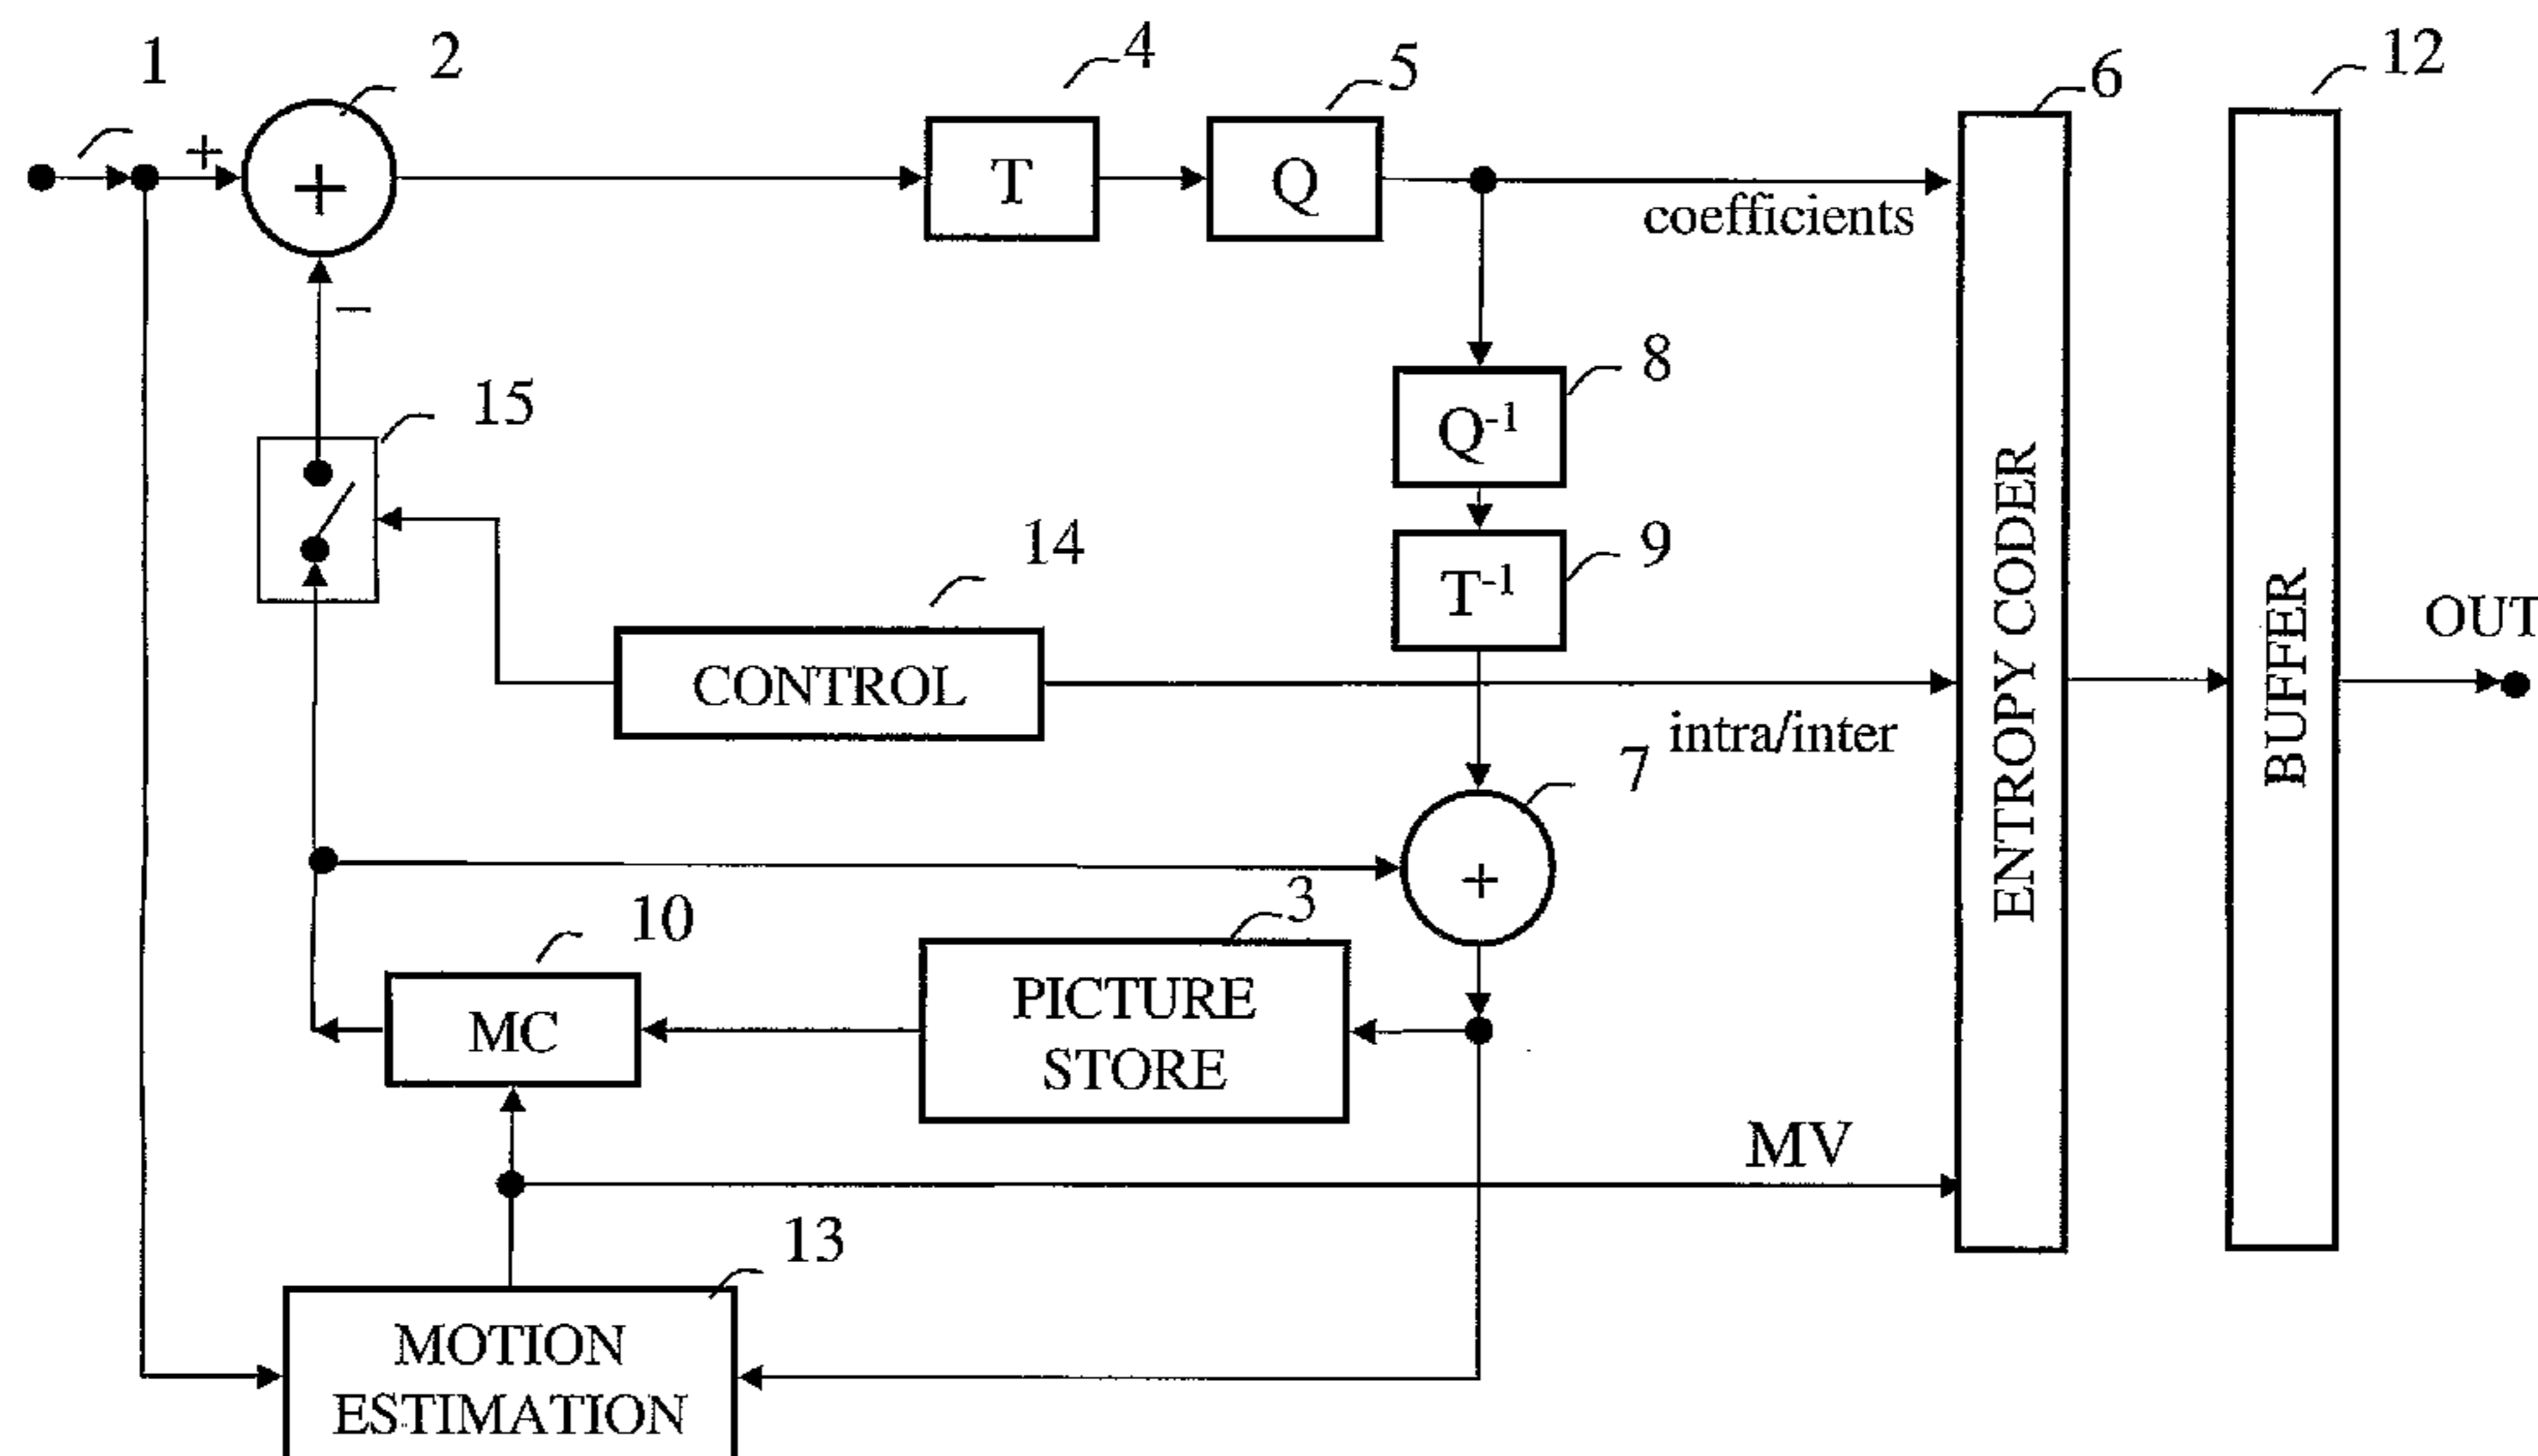 1
2
4
5
6
12
+
+
T
Q
coefficients
−
15
8
Q-1
14
9
T-1
CONTROL
intra/inter
ENTROPY CODER
BUFFER
OUT
7
+
10
3
MC
PICTURE
STORE
MV
13
MOTION
ESTIMATION